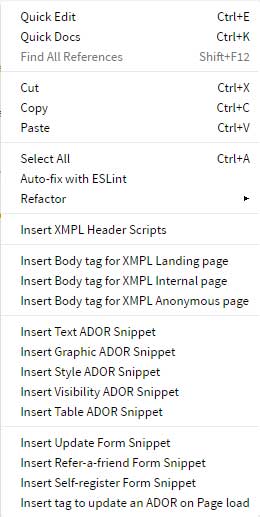 Quick Edit Ctrl+E
Quick Docs Ctrl+K
Find All References Shift+F12
Cut Ctrl+X
Copy Ctrl+C
Paste Ctrl+V
Select All Ctrl+A
Auto-fix with ESLint
Refactor
Insert XMPL Header Scripts
Insert Body tag for XMPL Landing page
Insert Body tag for XMPL Internal page
Insert Body tag for XMPL Anonymous page
Insert Text ADOR Snippet
Insert Graphic ADOR Snippet
Insert Style ADOR Snippet
Insert Visibility ADOR Snippet
Insert Table ADOR Snippet
Insert Update Form Snippet
Insert Refer-a-friend Form Snippet
Insert Self-register Form Snippet
Insert tag to update an ADOR on Page load